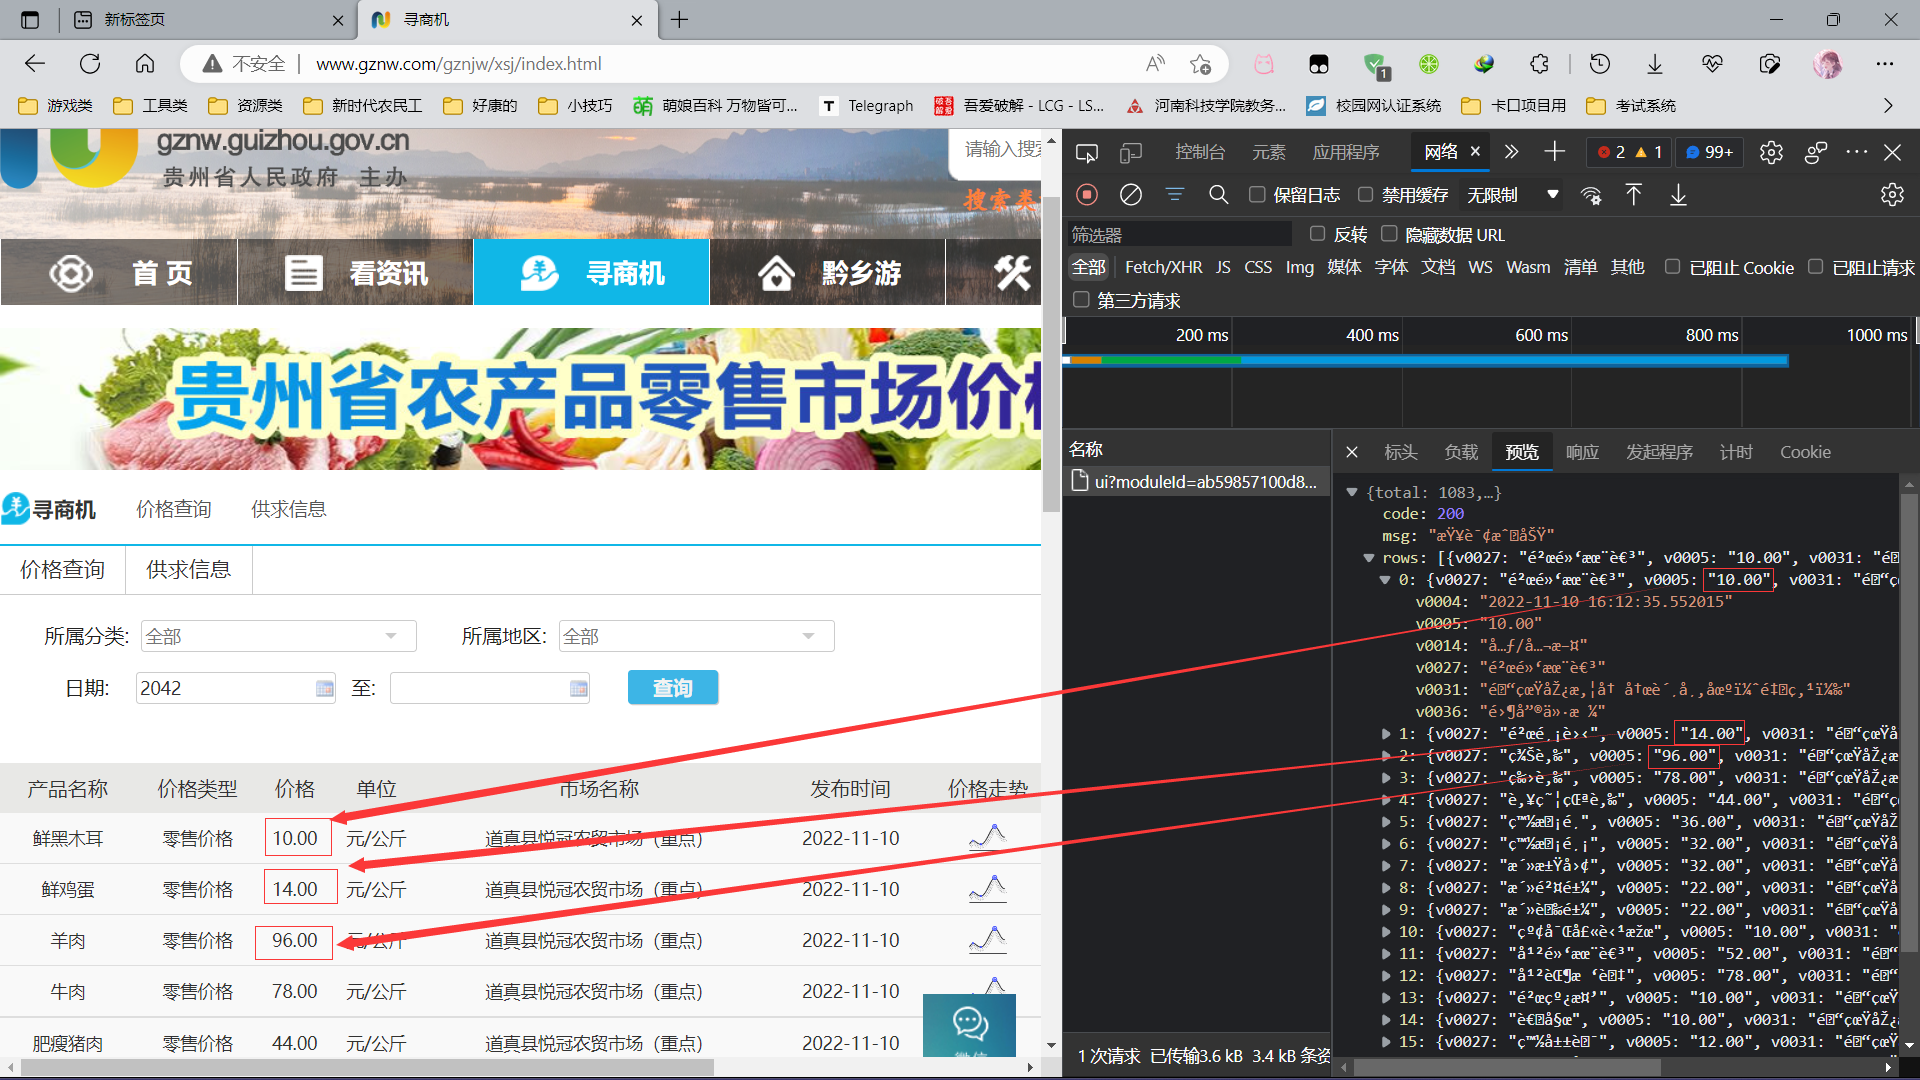 新标签页
寻商机
不安全
www.gznw.com/gznjw/xsj/index.html
游戏类
工具类
资源类
新时代农民工
好康的
小技巧
萌娘百科 万物皆可...
Telegraph
吾爱破解 - LCG - LS...
河南科技学院教务...
校园网认证系统
卡口项目用
考试系统
gznw.guizhou.gov.cn
贵州省人民政府 主办
请输入搜索
搜索类
首 页
看资讯
寻商机
黔乡游
贵州省农产品零售市场价格
寻商机
价格查询
供求信息
价格查询
供求信息
所属分类: 全部
所属地区: 全部
日期: 2042
至:
查询
产品名称 价格类型 价格 单位 市场名称 发布时间 价格走势
鲜黑木耳 零售价格 10.00 元/公斤 道真县悦冠农贸市场（重点） 2022-11-10
鲜鸡蛋 零售价格 14.00 元/公斤 道真县悦冠农贸市场（重点） 2022-11-10
羊肉 零售价格 96.00 元/公斤 道真县悦冠农贸市场（重点） 2022-11-10
牛肉 零售价格 78.00 元/公斤 道真县悦冠农贸市场（重点） 2022-11-10
肥瘦猪肉 零售价格 44.00 元/公斤 道真县悦冠农贸市场（重点） 2022-11-10
控制台 元素 应用程序 网络
2 1 99+
保留日志 禁用缓存 无限制
筛选器 反转 隐藏数据 URL
全部 Fetch/XHR JS CSS Img 媒体 字体 文档 WS Wasm 清单 其他 已阻止 Cookie 已阻止请求
第三方请求
200 ms 400 ms 600 ms 800 ms 1000 ms
名称
ui?moduleId=ab59857100d8...
1 次请求 已传输3.6 kB 3.4 kB 条资
标头 负载 预览 响应 发起程序 计时 Cookie
{total: 1083,…}
code: 200
msg:
rows: [{v0027: , v0005: "10.00", v0031:
0: {v0027: , v0005: "10.00", v0031:
v0004: "2022-11-10 16:12:35.552015"
v0005: "10.00"
v0014:
v0027:
v0031:
v0036:
1: {v0027: , v0005: "14.00", v0031:
2: {v0027: , v0005: "96.00", v0031:
3: {v0027: , v0005: "78.00", v0031:
4: {v0027: , v0005: "44.00", v0031:
5: {v0027: , v0005: "36.00", v0031:
6: {v0027: , v0005: "32.00", v0031:
7: {v0027: , v0005: "32.00", v0031:
8: {v0027: , v0005: "22.00", v0031:
9: {v0027: , v0005: "22.00", v0031:
10: {v0027: , v0005: "10.00", v0031:
11: {v0027: , v0005: "52.00", v0031:
12: {v0027: , v0005: "78.00", v0031:
13: {v0027: , v0005: "10.00", v0031:
14: {v0027: , v0005: "10.00", v0031:
15: {v0027: , v0005: "12.00", v0031: